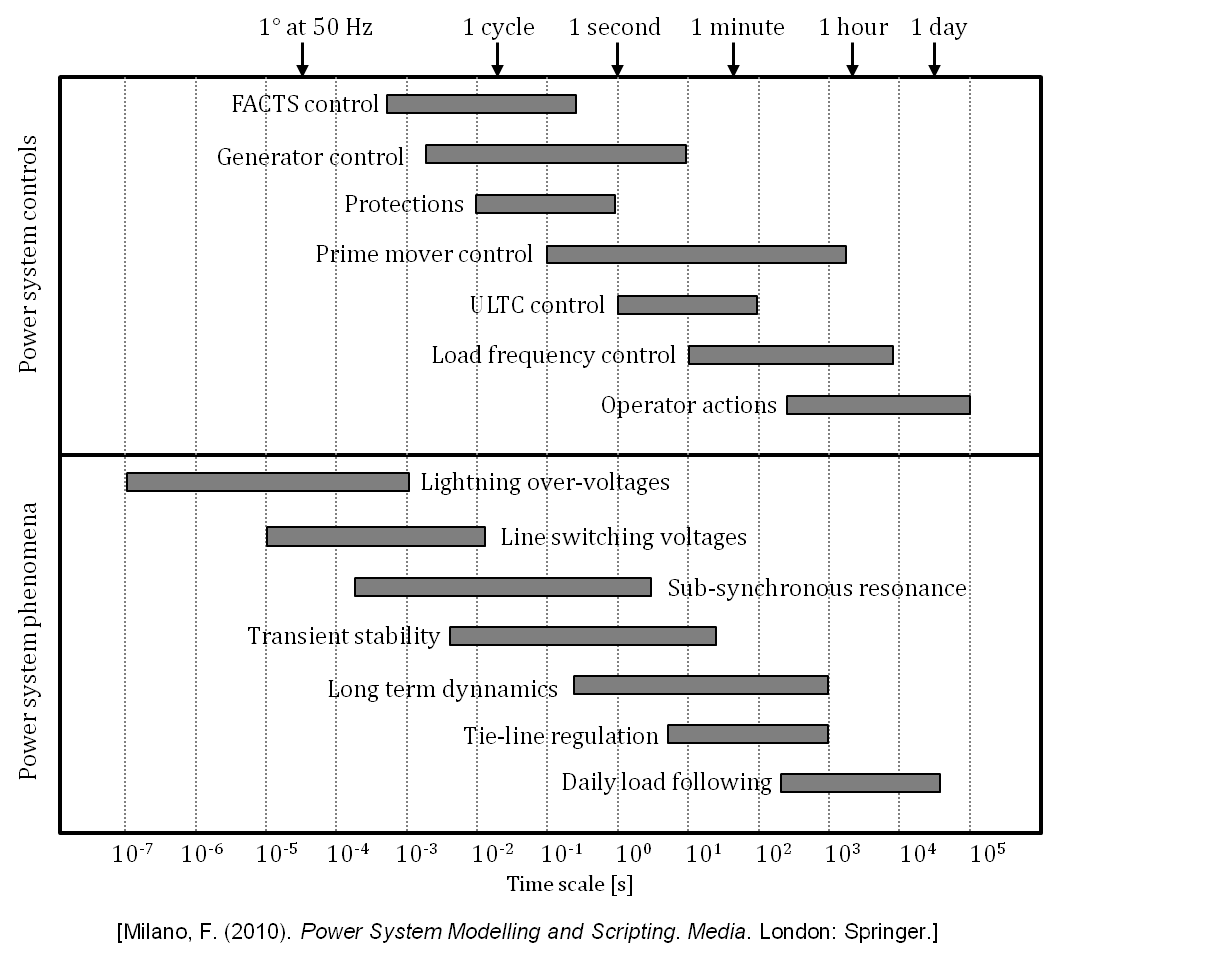 1° at 50 Hz 1 cycle 1 second 1 minute 1 hour 1 day
Power system controls
FACTS control
Generator control
Protections
Prime mover control
ULTC control
Load frequency control
Operator actions
Power system phenomena
Lightning over-voltages
Line switching voltages
Sub-synchronous resonance
Transient stability
Long term dynnamics
Tie-line regulation
Daily load following
10⁻⁷ 10⁻⁶ 10⁻⁵ 10⁻⁴ 10⁻³ 10⁻² 10⁻¹ 10⁰ 10¹ 10² 10³ 10⁴ 10⁵
Time scale [s]
[Milano, F. (2010). Power System Modelling and Scripting. Media. London: Springer.]